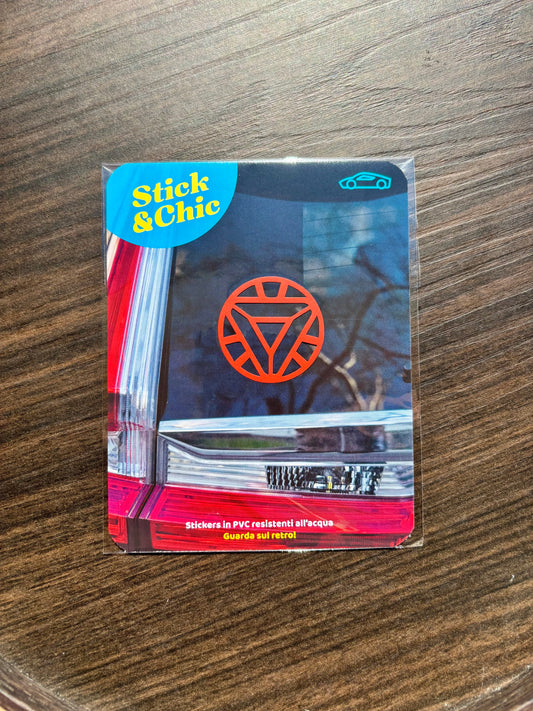 Stick
&Chic
Stickers in PVC resistenti all'acqua
Guarda sul retro!